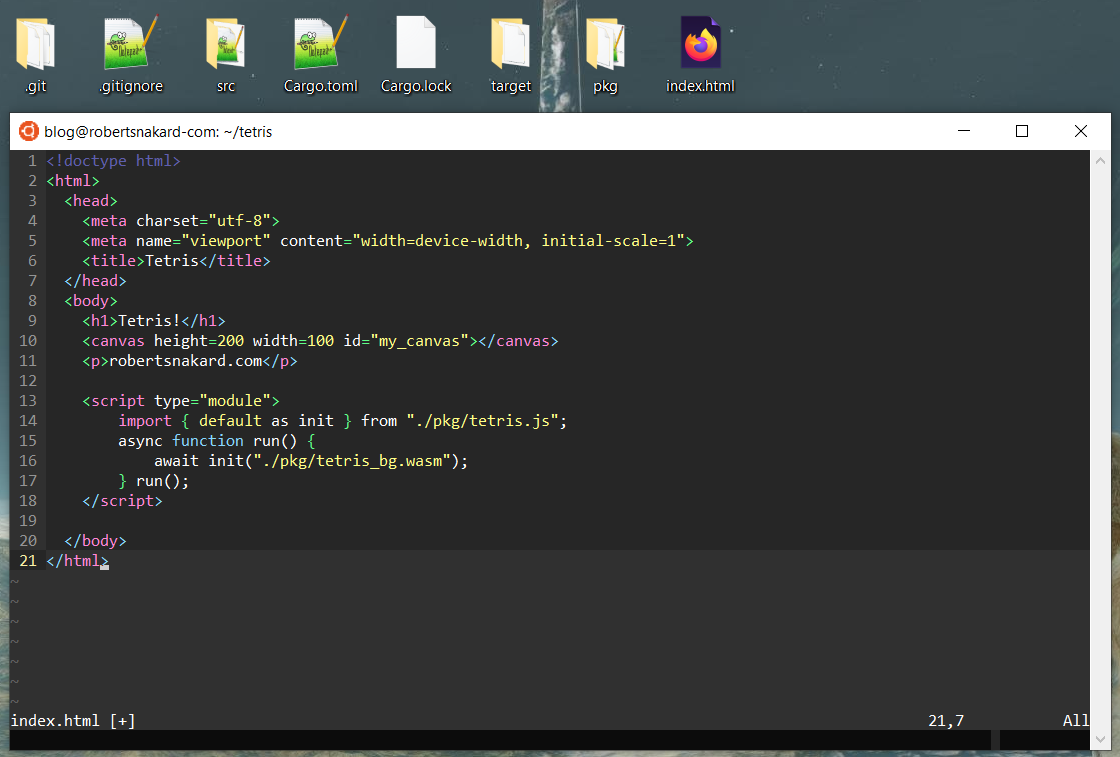 .git .gitignore src Cargo.toml Cargo.lock target pkg index.html
blog@robertsnakard-com: ~/tetris
1 <!doctype html>
2 <html>
3   <head>
4     <meta charset="utf-8">
5     <meta name="viewport" content="width=device-width, initial-scale=1">
6     <title>Tetris</title>
7   </head>
8   <body>
9     <h1>Tetris!</h1>
10     <canvas height=200 width=100 id="my_canvas"></canvas>
11     <p>robertsnakard.com</p>
12
13     <script type="module">
14         import { default as init } from "./pkg/tetris.js";
15         async function run() {
16             await init("./pkg/tetris_bg.wasm");
17         } run();
18     </script>
19
20   </body>
21 </html>
~
~
~
~
~
~
~
index.html [+] 21,7 All